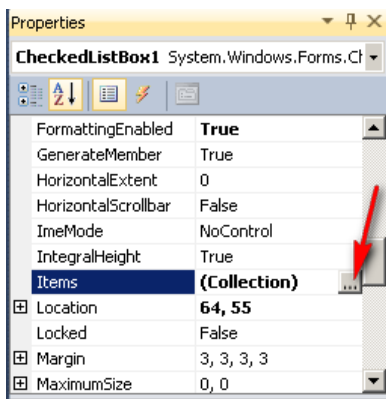 Properties
CheckedListBox1 System.Windows.Forms.Ch
FormattingEnabled True
GenerateMember True
HorizontalExtent 0
HorizontalScrollbar False
ImeMode NoControl
IntegralHeight True
Items (Collection) ...
Location 64, 55
Locked False
Margin 3, 3, 3, 3
MaximumSize 0, 0